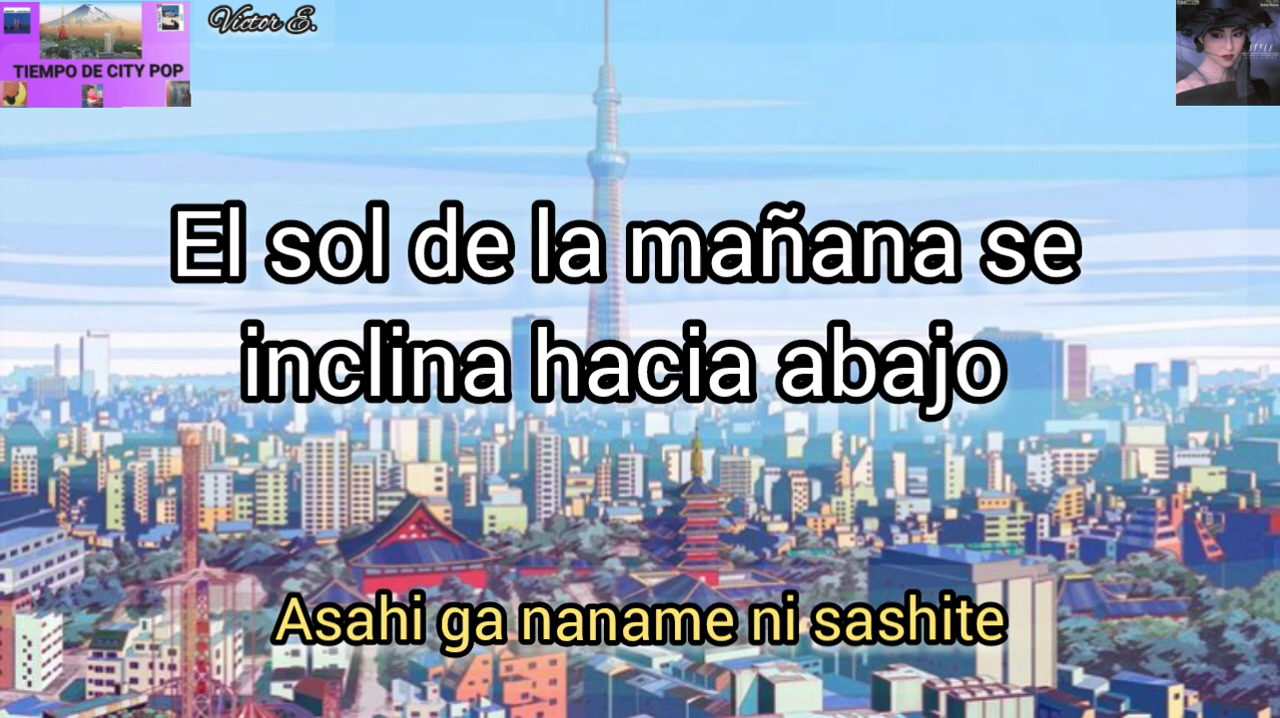 Victor E.
TIEMPO DE CITY POP
El sol de la mañana se
inclina hacia abajo
Asahi ga naname ni sashite